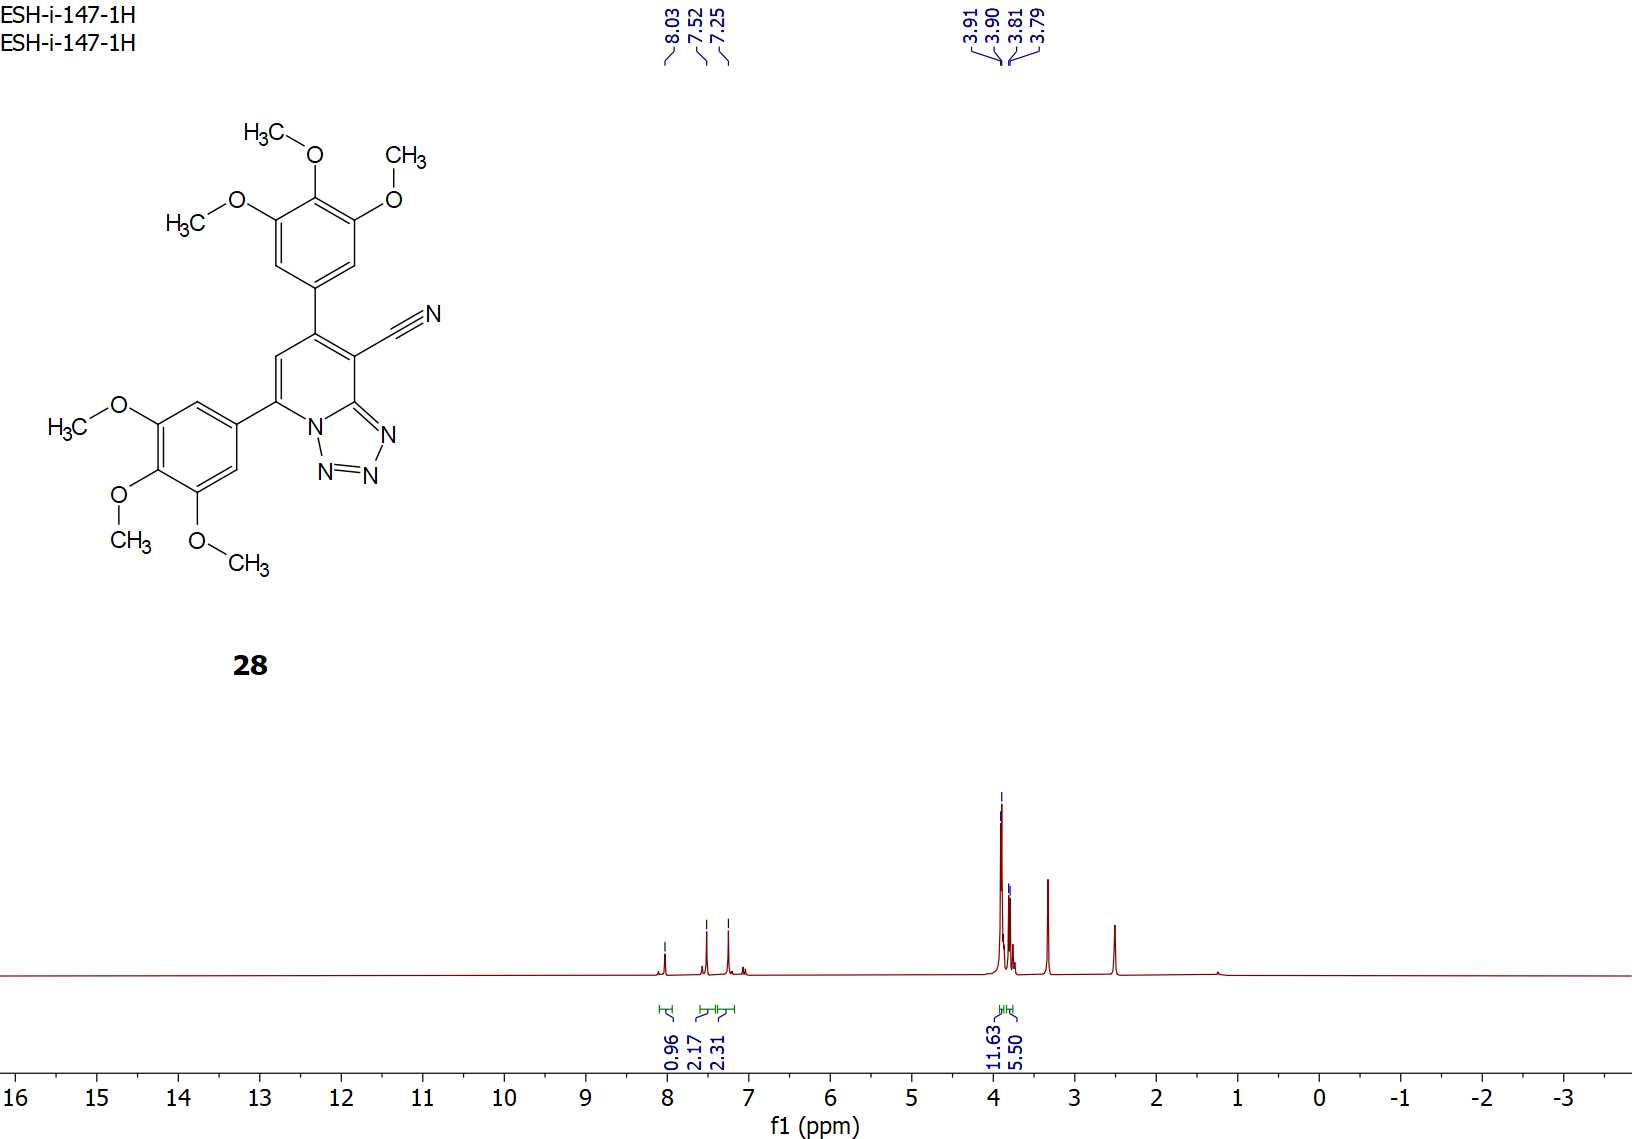 ESH-i-147-1H
ESH-i-147-1H
8.03
7.52
7.25
3.91
3.90
3.81
3.79
H3C
O
CH3
O
O
H3C
N
O
H3C
N
N
N
N
O
CH3
O
CH3
28
0.96
2.17
2.31
11.63
5.50
16 15 14 13 12 11 10 9 8 7 6 5 4 3 2 1 0 -1 -2 -3
f1 (ppm)